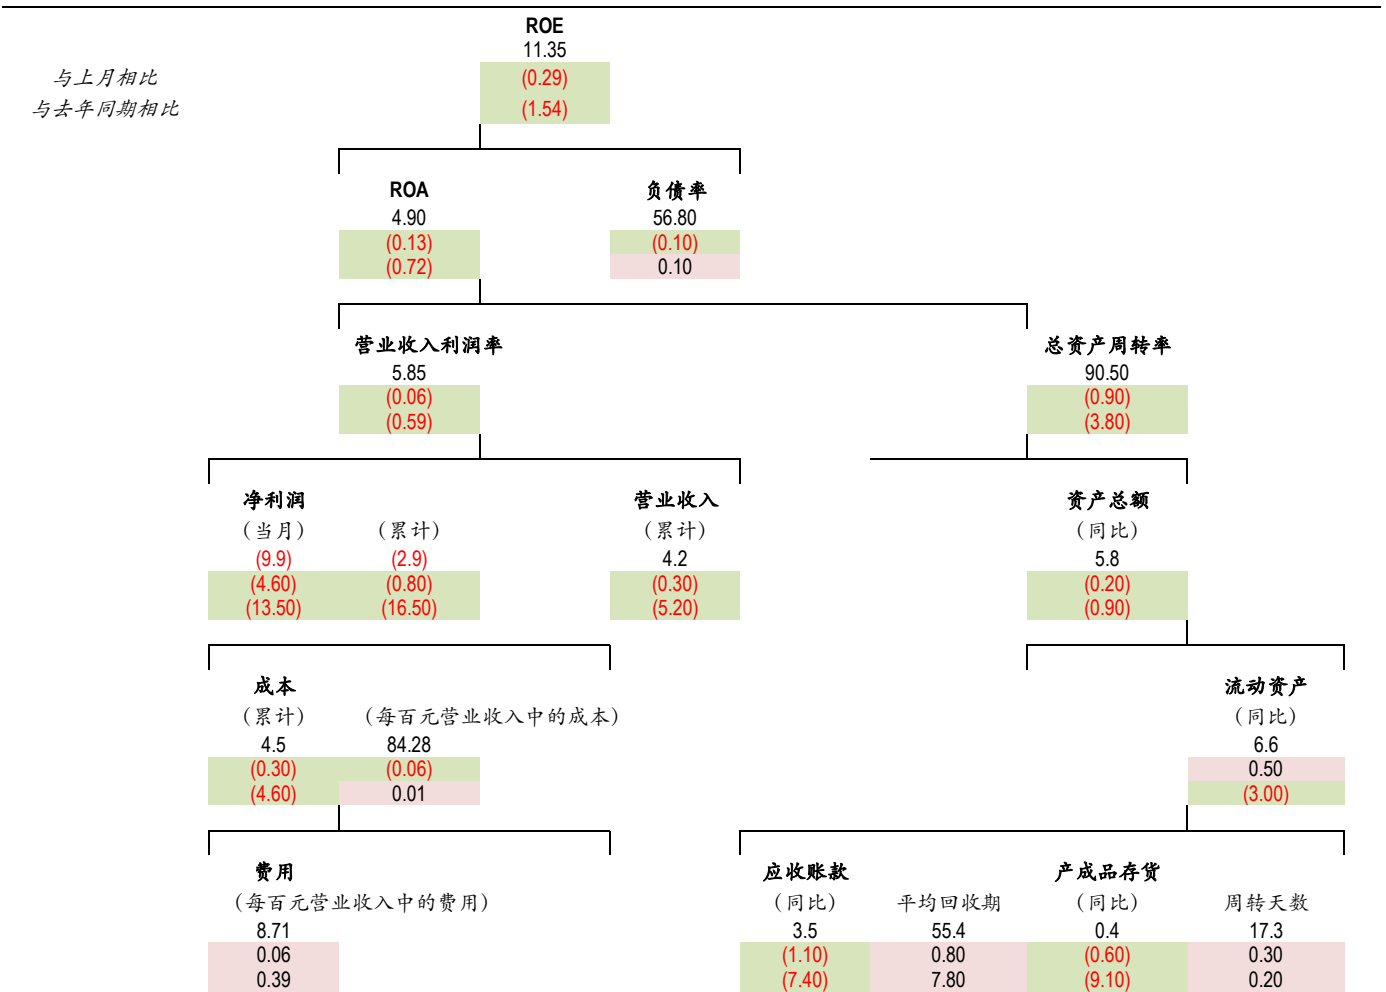 ROE
11.35
与上月相比 (0.29)
与去年同期相比 (1.54)
ROA 负债率
4.90 56.80
(0.13) (0.10)
(0.72) 0.10
营业收入利润率 总资产周转率
5.85 90.50
(0.06) (0.90)
(0.59) (3.80)
净利润 营业收入 资产总额
(当月) (累计) (累计) (同比)
(9.9) (2.9) 4.2 5.8
(4.60) (0.80) (0.30) (0.20)
(13.50) (16.50) (5.20) (0.90)
成本 流动资产
(累计) (每百元营业收入中的成本) (同比)
4.5 84.28 6.6
(0.30) (0.06) 0.50
(4.60) 0.01 (3.00)
费用 应收账款 产成品存货
(每百元营业收入中的费用) (同比) 平均回收期 (同比) 周转天数
8.71 3.5 55.4 0.4 17.3
0.06 (1.10) 0.80 (0.60) 0.30
0.39 (7.40) 7.80 (9.10) 0.20